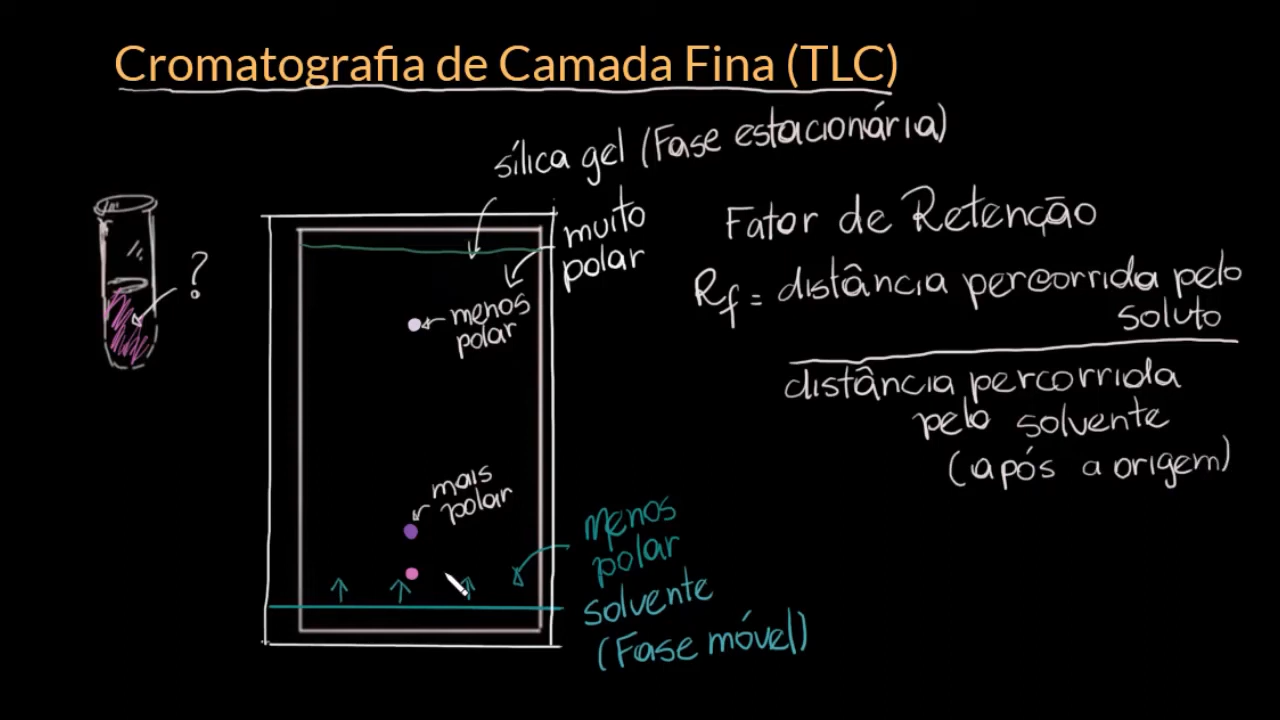 Cromatografia de Camada Fina (TLC)
sílica gel (Fase estacionária)
?
muito
polar
menos
polar
mais
polar
menos
polar
solvente
(Fase móvel)
Fator de Retenção
Rf = distância percorrida pelo
soluto
distância percorrida
pelo solvente
(após a origem)